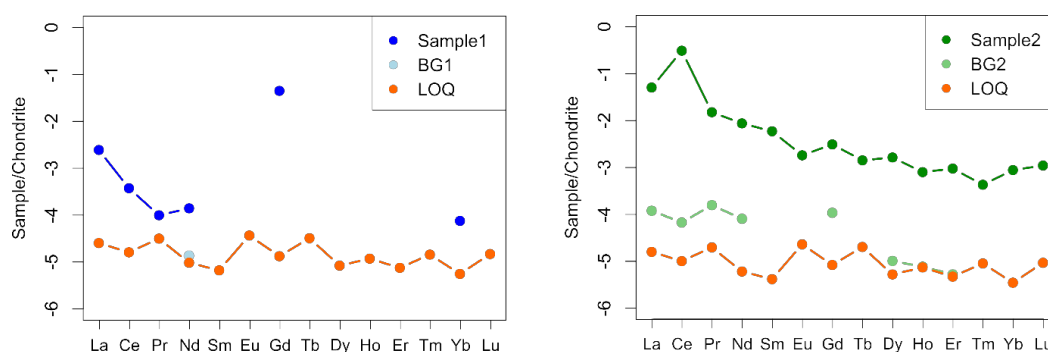 Sample/Chondrite
0
-1
-2
-3
-4
-5
-6
Sample1
BG1
LOQ
La Ce Pr Nd Sm Eu Gd Tb Dy Ho Er Tm Yb Lu
Sample/Chondrite
0
-1
-2
-3
-4
-5
-6
Sample2
BG2
LOQ
La Ce Pr Nd Sm Eu Gd Tb Dy Ho Er Tm Yb Lu